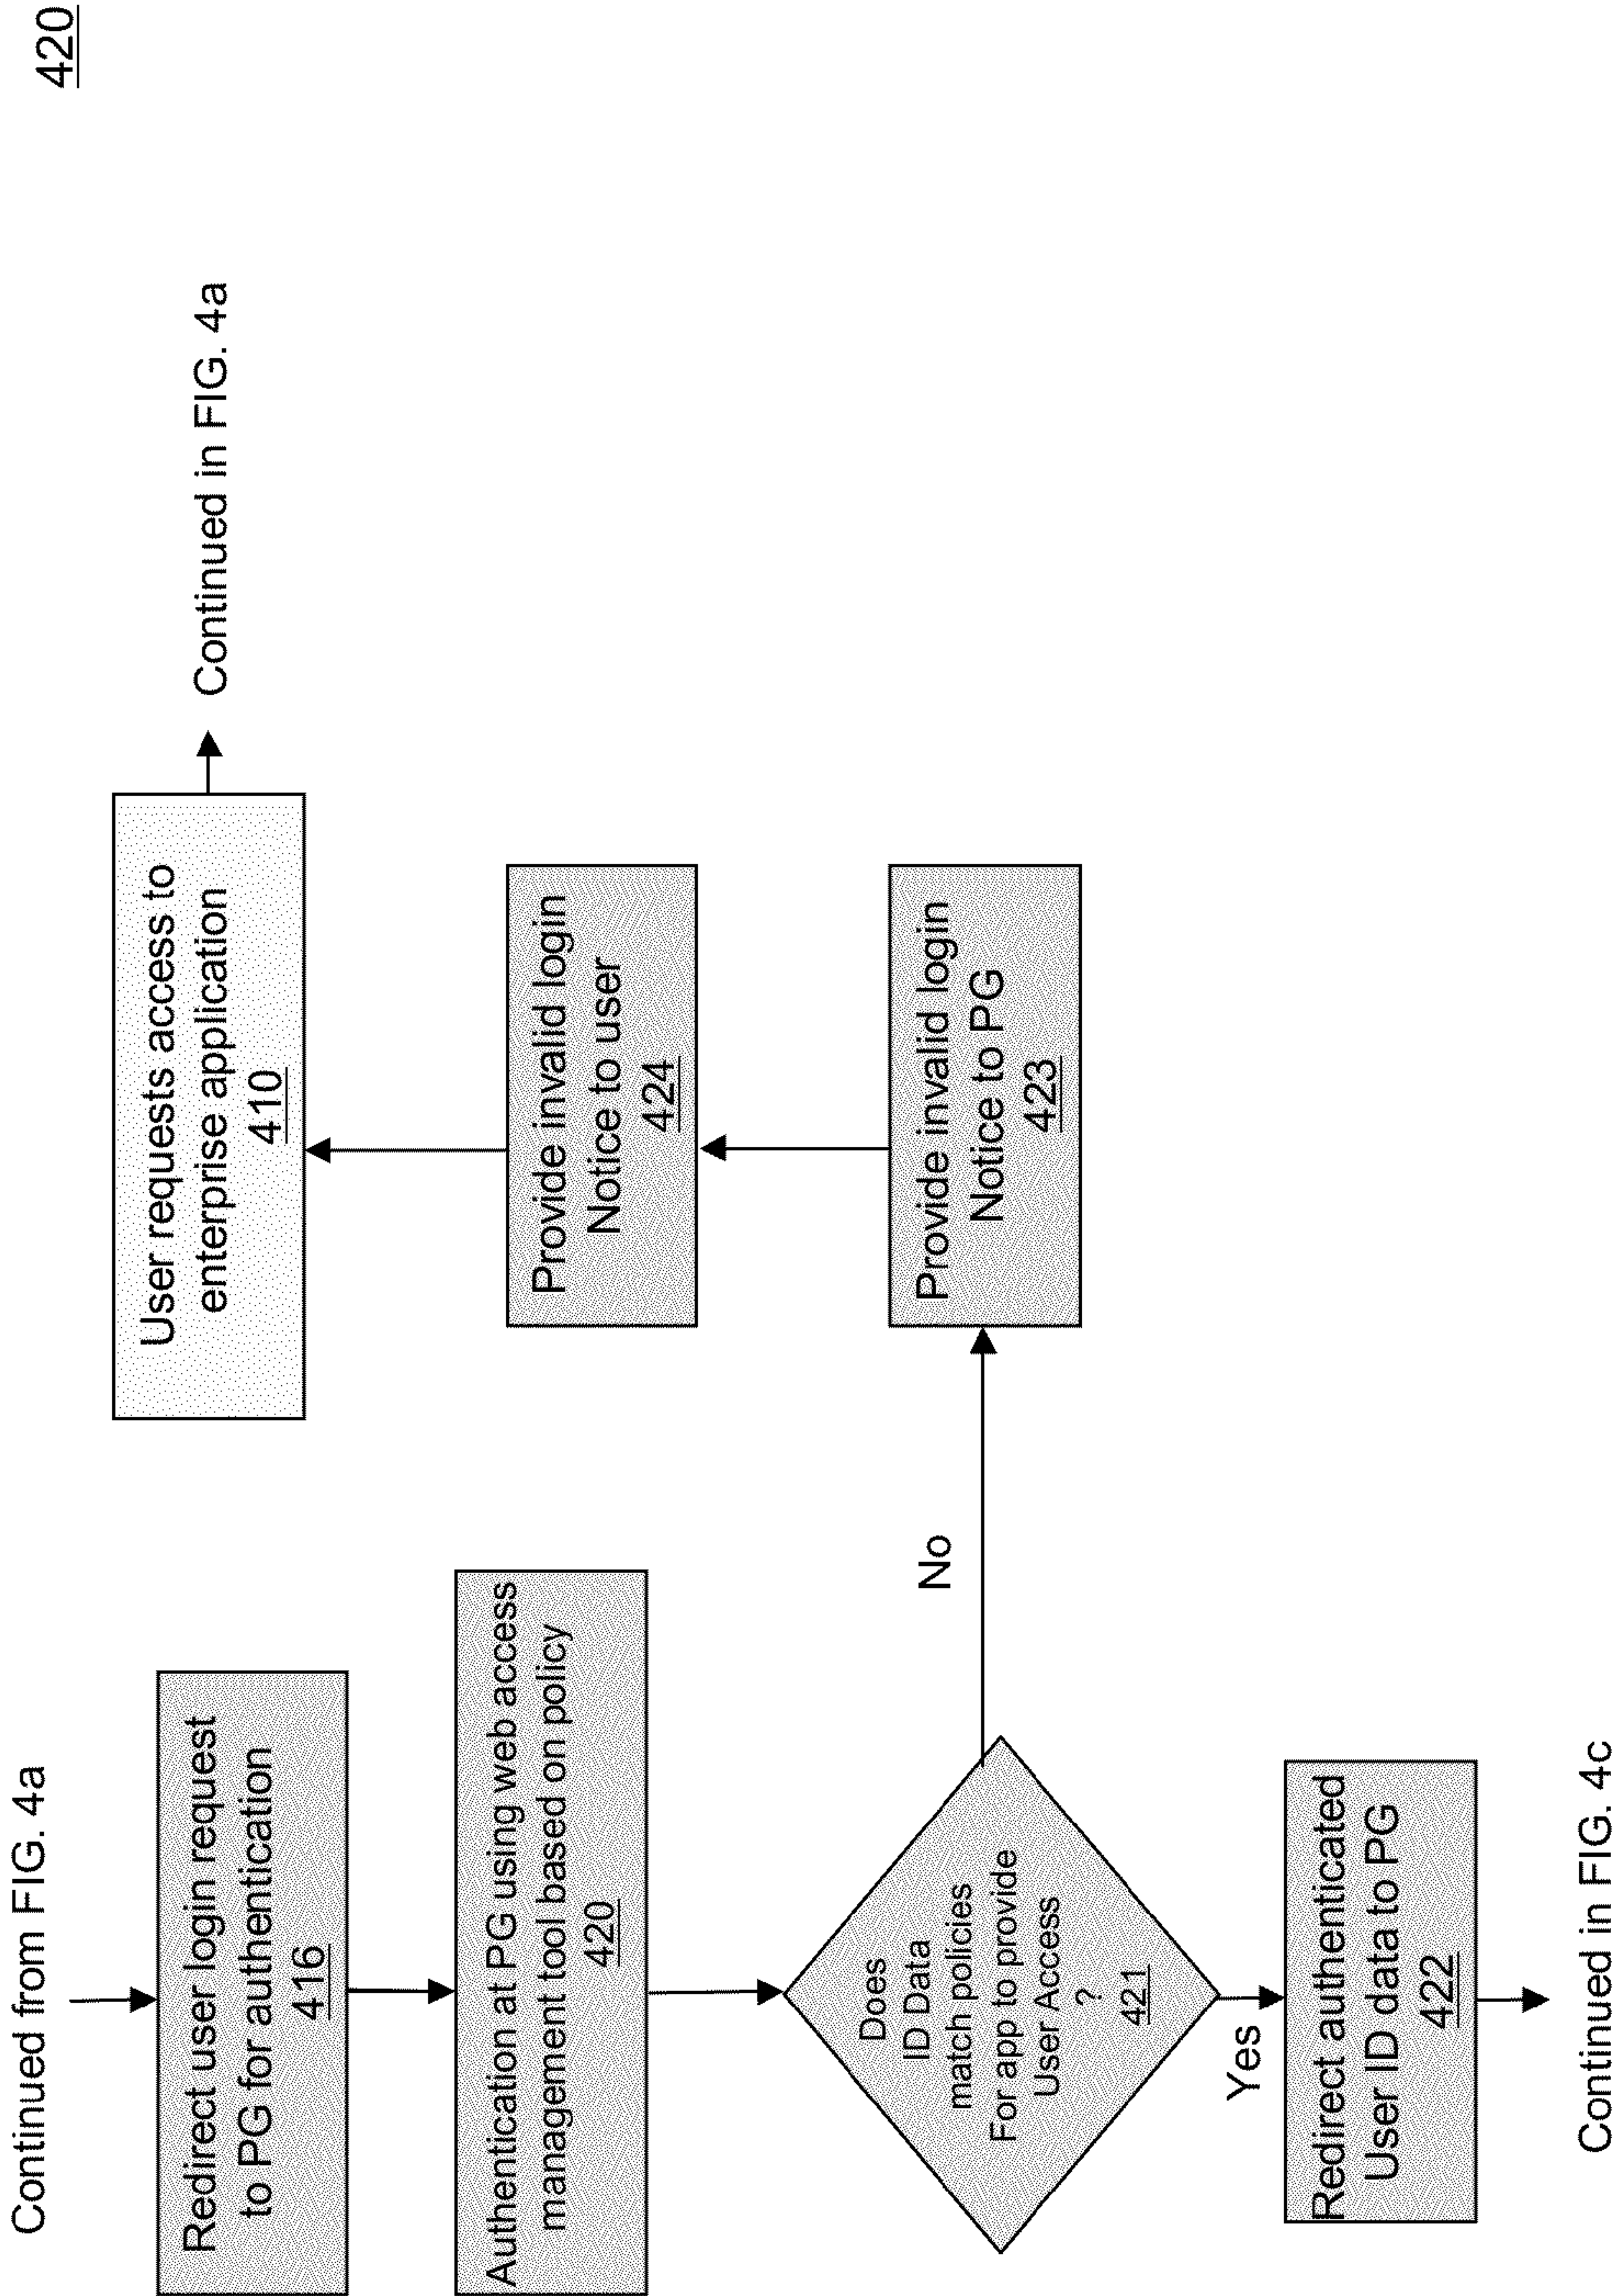 420
Continued from FIG. 4a
Redirect user login request
to PG for authentication
416
Authentication at PG using web access
management tool based on policy
420
Does
ID Data
match policies
For app to provide
User Access
?
421
Yes
No
Redirect authenticated
User ID data to PG
422
Continued in FIG. 4c
Provide invalid login
Notice to PG
423
Provide invalid login
Notice to user
424
User requests access to
enterprise application
410
Continued in FIG. 4a